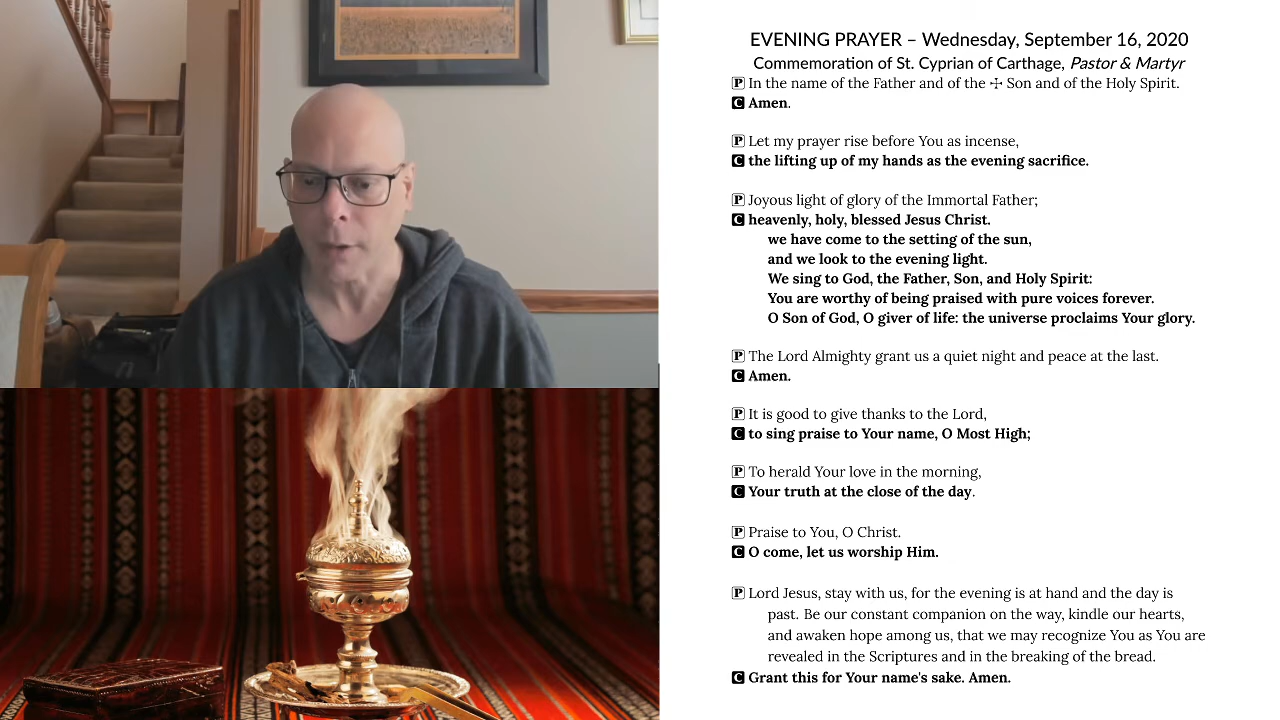 EVENING PRAYER – Wednesday, September 16, 2020
Commemoration of St. Cyprian of Carthage, Pastor & Martyr
P In the name of the Father and of the ☩ Son and of the Holy Spirit.
C Amen.
P Let my prayer rise before You as incense,
C the lifting up of my hands as the evening sacrifice.
P Joyous light of glory of the Immortal Father;
C heavenly, holy, blessed Jesus Christ.
we have come to the setting of the sun,
and we look to the evening light.
We sing to God, the Father, Son, and Holy Spirit:
You are worthy of being praised with pure voices forever.
O Son of God, O giver of life: the universe proclaims Your glory.
P The Lord Almighty grant us a quiet night and peace at the last.
C Amen.
P It is good to give thanks to the Lord,
C to sing praise to Your name, O Most High;
P To herald Your love in the morning,
C Your truth at the close of the day.
P Praise to You, O Christ.
C O come, let us worship Him.
P Lord Jesus, stay with us, for the evening is at hand and the day is
past. Be our constant companion on the way, kindle our hearts,
and awaken hope among us, that we may recognize You as You are
revealed in the Scriptures and in the breaking of the bread.
C Grant this for Your name's sake. Amen.